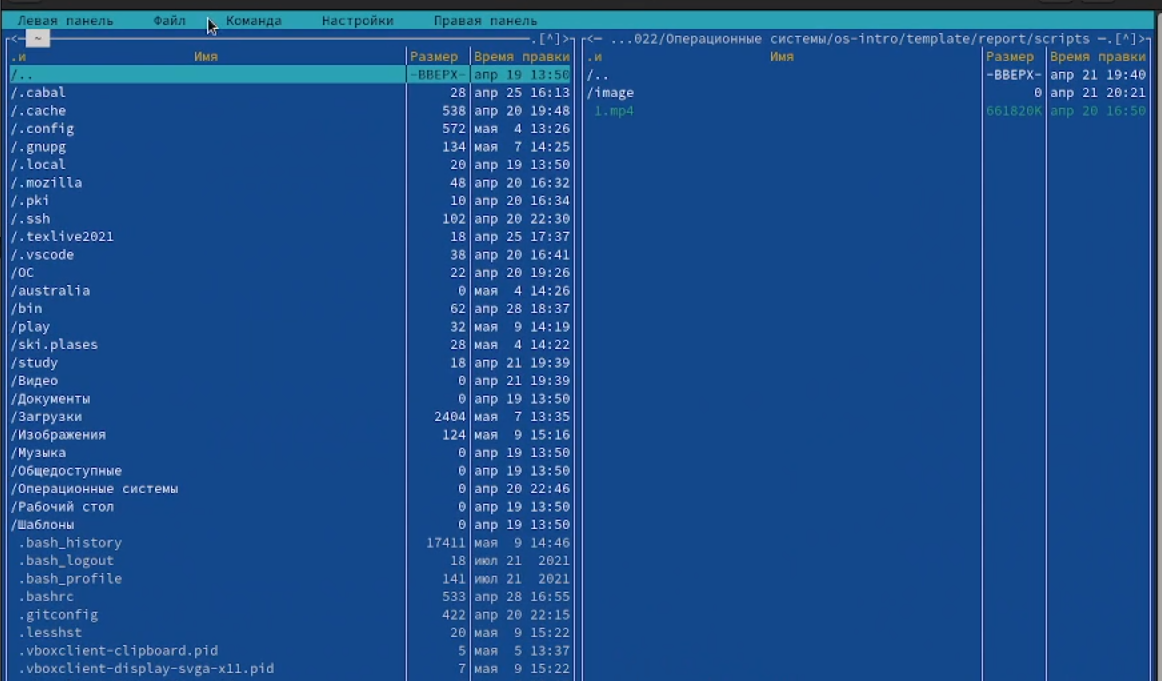 Левая панель Файл Команда Настройки Правая панель
<— ~ .[^]>
.и Имя Размер Время правки
/.. -ВВЕРХ- апр 19 13:50
/.cabal 28 апр 25 16:13
/.cache 538 апр 20 19:48
/.config 572 мая 4 13:26
/.gnupg 134 мая 7 14:25
/.local 20 апр 19 13:50
/.mozilla 48 апр 20 16:32
/.pki 10 апр 20 16:34
/.ssh 102 апр 20 22:30
/.texlive2021 18 апр 25 17:37
/.vscode 38 апр 20 16:41
/ОС 22 апр 20 19:26
/australia 0 мая 4 14:26
/bin 62 апр 28 18:37
/play 32 мая 9 14:19
/ski.plases 28 мая 4 14:22
/study 18 апр 21 19:39
/Видео 0 апр 21 19:39
/Документы 0 апр 19 13:50
/Загрузки 2404 мая 7 13:35
/Изображения 124 мая 9 15:16
/Музыка 0 апр 19 13:50
/Общедоступные 0 апр 19 13:50
/Операционные системы 0 апр 20 22:46
/Рабочий стол 0 апр 19 13:50
/Шаблоны 0 апр 19 13:50
.bash_history 17411 мая 9 14:46
.bash_logout 18 июл 21 2021
.bash_profile 141 июл 21 2021
.bashrc 533 апр 28 16:55
.gitconfig 422 апр 20 22:15
.lesshst 20 мая 9 15:22
.vboxclient-clipboard.pid 5 мая 5 13:37
.vboxclient-display-svga-x11.pid 7 мая 9 15:22
<— ...022/Операционные системы/os-intro/template/report/scripts —.[^]>
.и Имя Размер Время правки
/.. -ВВЕРХ- апр 21 19:40
/image 0 апр 21 20:21
1.mp4 661820K апр 20 16:50